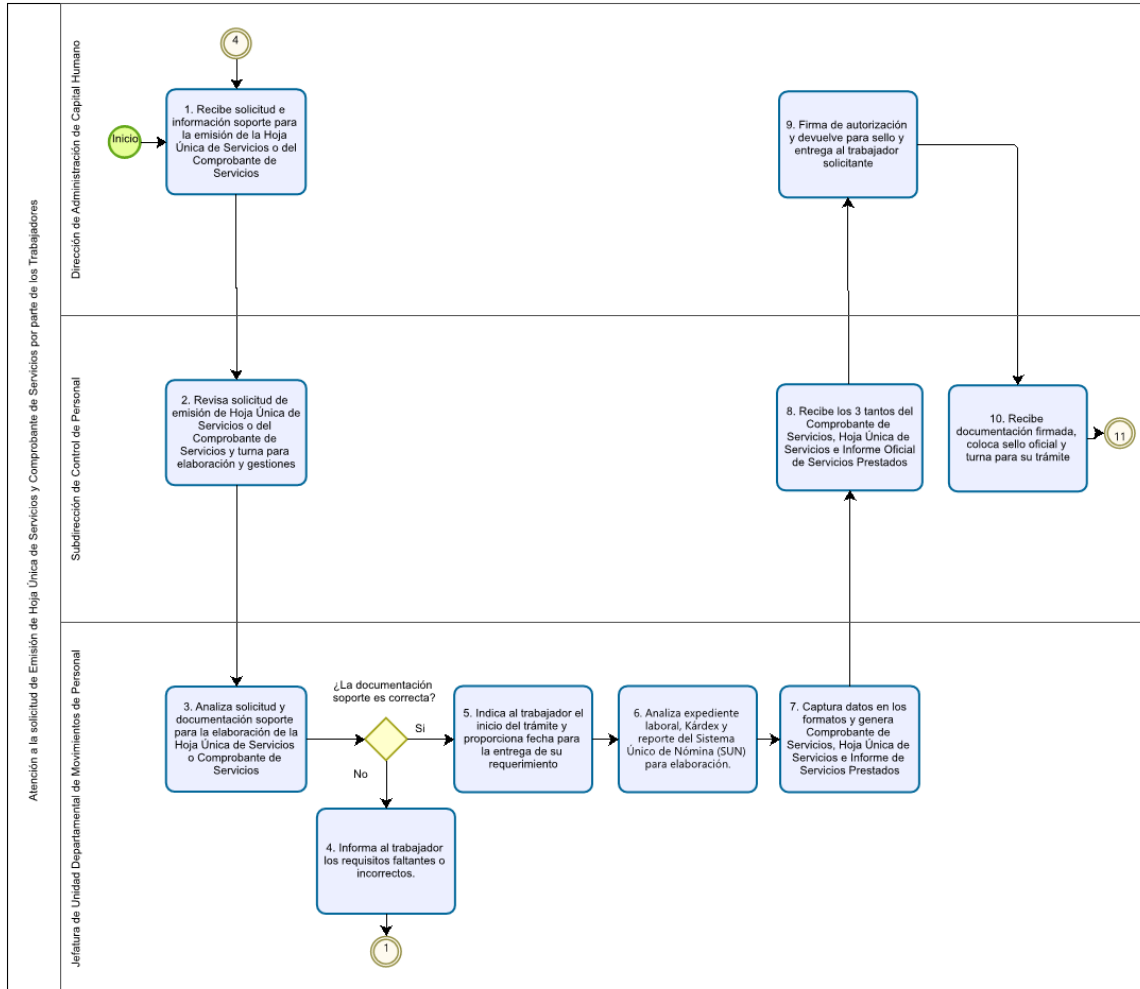 Atención a la solicitud de Emisión de Hoja Única de Servicios y Comprobante de Servicios por parte de los Trabajadores
Dirección de Administración de Capital Humano
4
Inicio
1. Recibe solicitud e
información soporte para
la emisión de la Hoja
Única de Servicios o del
Comprobante de
Servicios
9. Firma de autorización
y devuelve para sello y
entrega al trabajador
solicitante
Subdirección de Control de Personal
2. Revisa solicitud de
emisión de Hoja Única de
Servicios o del
Comprobante de
Servicios y turna para
elaboración y gestiones
8. Recibe los 3 tantos del
Comprobante de
Servicios, Hoja Única de
Servicios e Informe Oficial
de Servicios Prestados
10. Recibe
documentación firmada,
coloca sello oficial y
turna para su trámite
11
Jefatura de Unidad Departamental de Movimientos de Personal
3. Analiza solicitud y
documentación soporte
para la elaboración de la
Hoja Única de Servicios
o Comprobante de
Servicios
¿La documentación
soporte es correcta?
Si
No
4. Informa al trabajador
los requisitos faltantes o
incorrectos.
1
5. Indica al trabajador el
inicio del trámite y
proporciona fecha para
la entrega de su
requerimiento
6. Analiza expediente
laboral, Kárdex y
reporte del Sistema
Único de Nómina (SUN)
para elaboración.
7. Captura datos en los
formatos y genera
Comprobante de
Servicios, Hoja Única de
Servicios e Informe de
Servicios Prestados